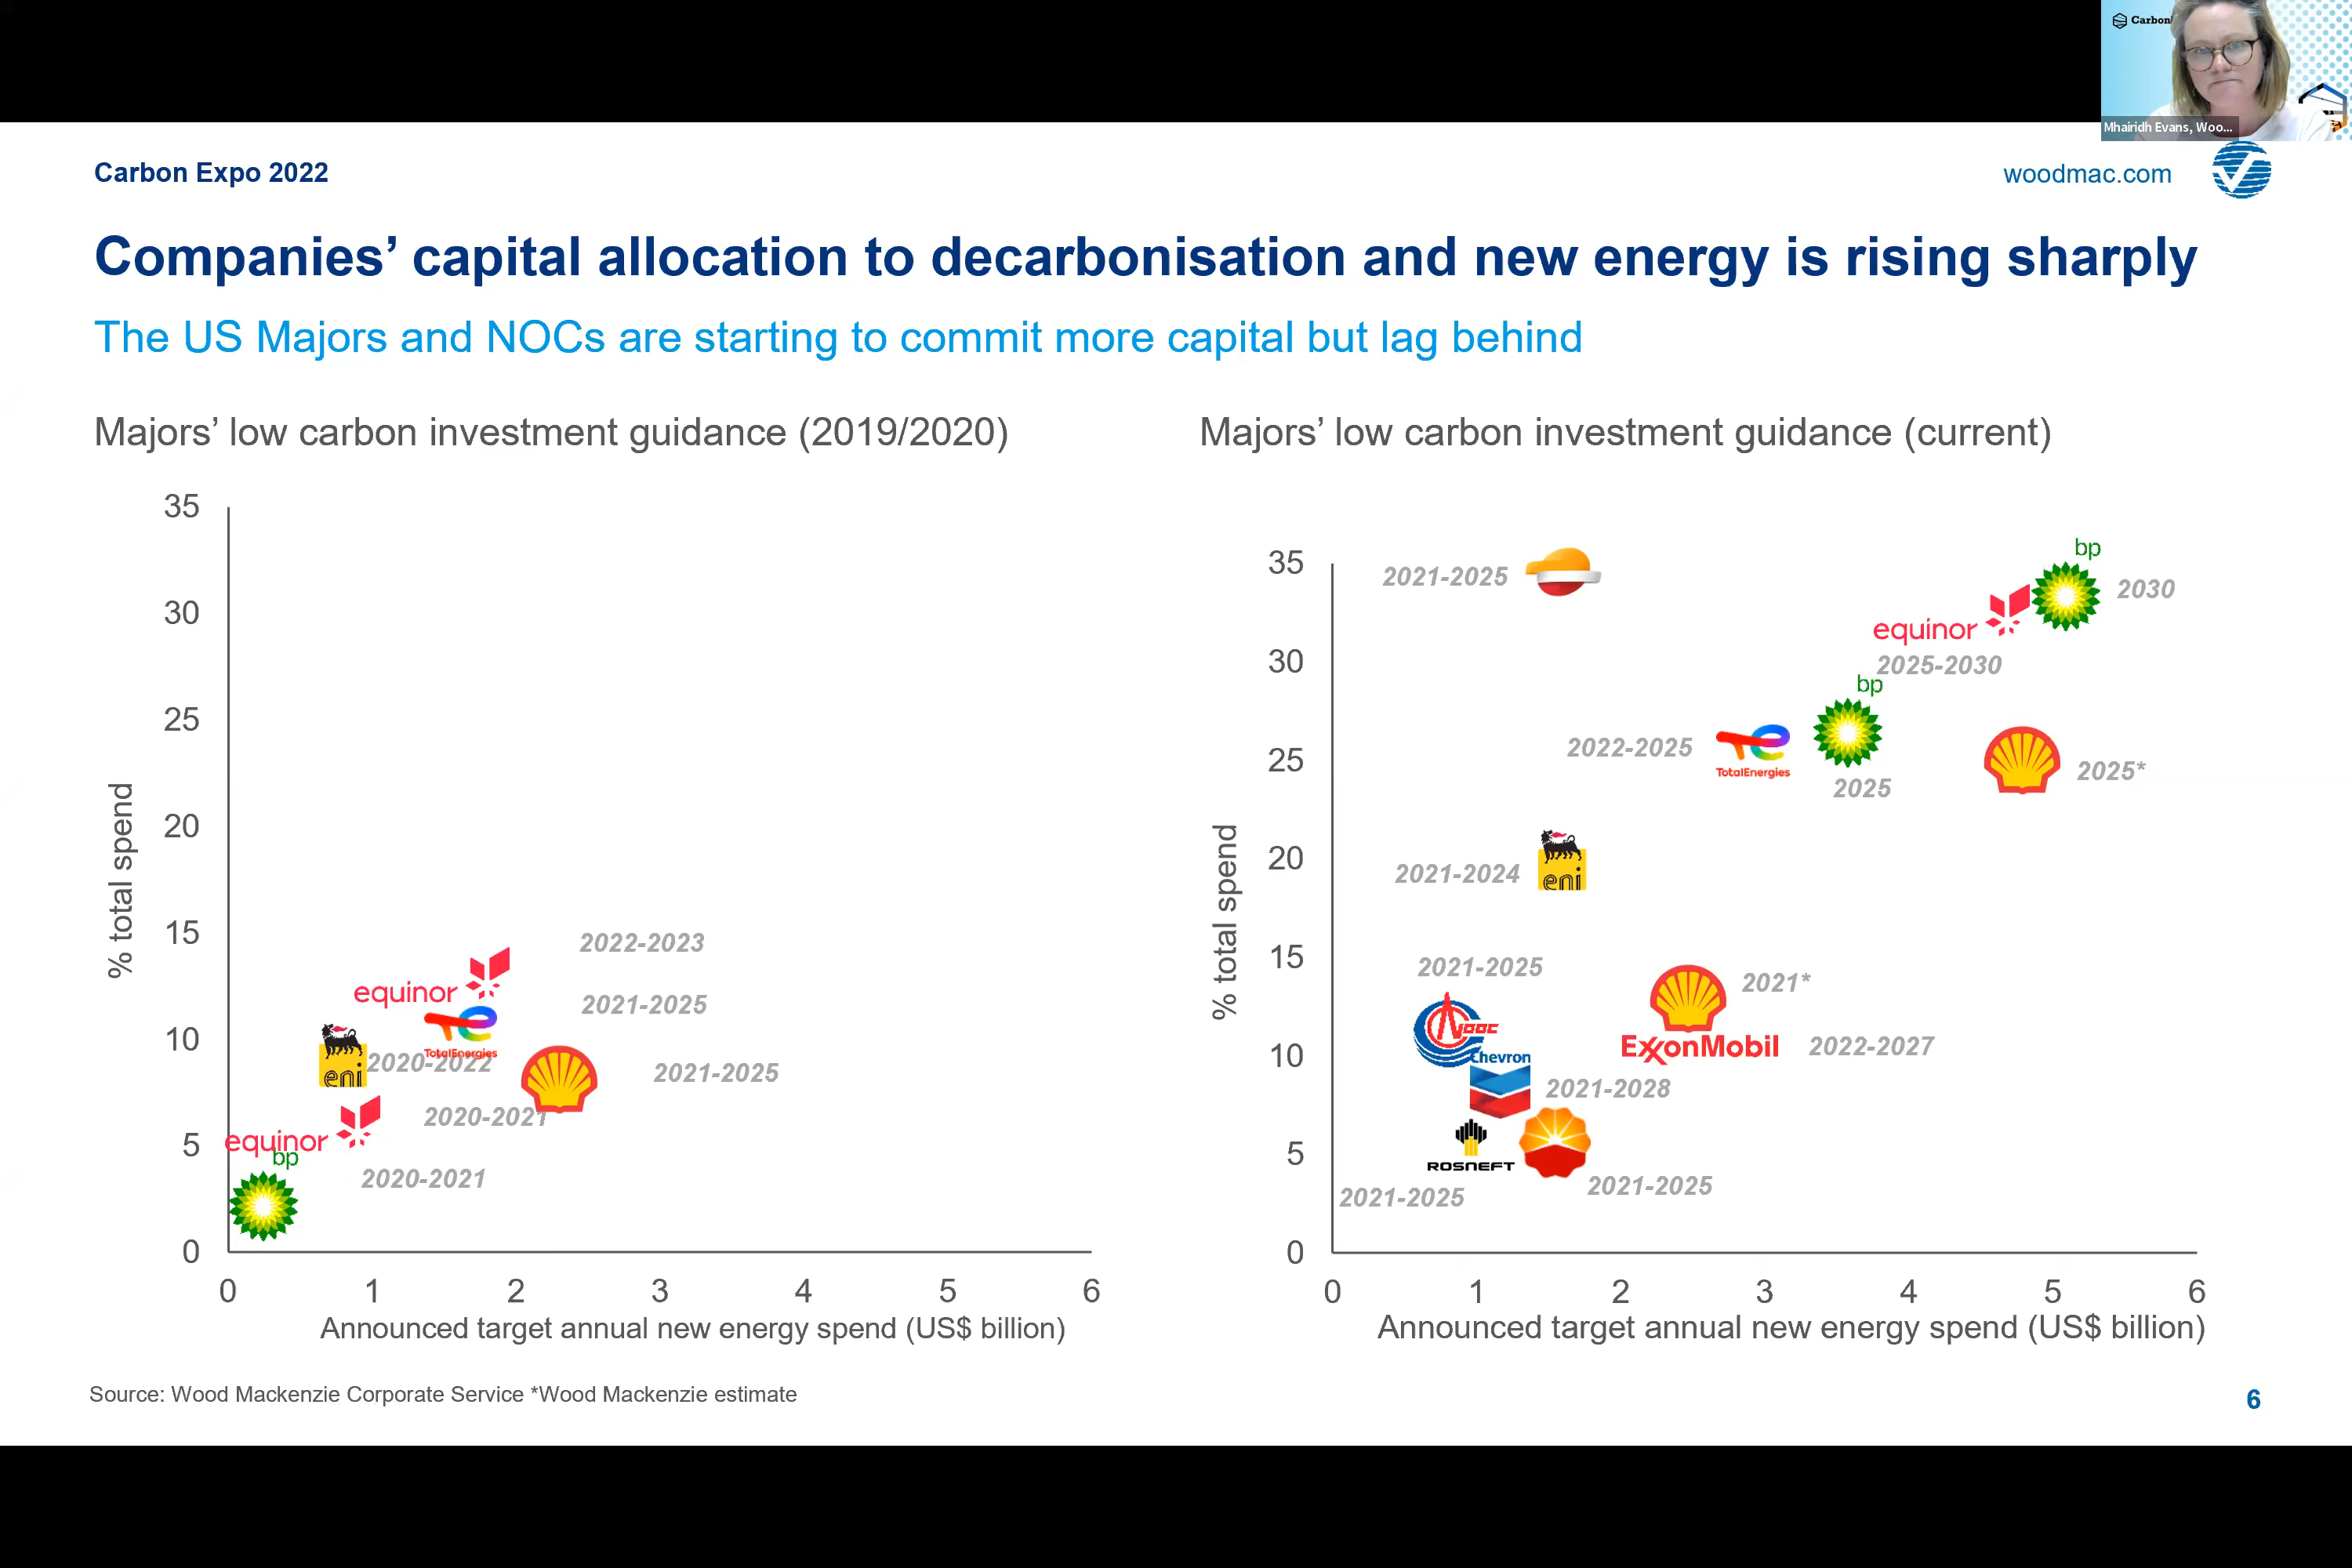 Carbon
Mhairidh Evans, Woo...
Carbon Expo 2022
woodmac.com
Companies’ capital allocation to decarbonisation and new energy is rising sharply
The US Majors and NOCs are starting to commit more capital but lag behind
Majors’ low carbon investment guidance (2019/2020)
35
30
25
20
15
10
5
0
% total spend
2022-2023
equinor
2021-2025
TotalEnergies
eni
2020-2022
2021-2025
2020-2021
equinor
bp
2020-2021
0 1 2 3 4 5 6
Announced target annual new energy spend (US$ billion)
Majors’ low carbon investment guidance (current)
35
30
25
20
15
10
5
0
% total spend
bp
2021-2025
2030
equinor
2025-2030
bp
2022-2025
TotalEnergies
2025
2025*
2021-2024
eni
2021-2025
2021*
CNOOC
ExxonMobil
2022-2027
Chevron
2021-2028
ROSNEFT
2021-2025
2021-2025
0 1 2 3 4 5 6
Announced target annual new energy spend (US$ billion)
Source: Wood Mackenzie Corporate Service *Wood Mackenzie estimate
6